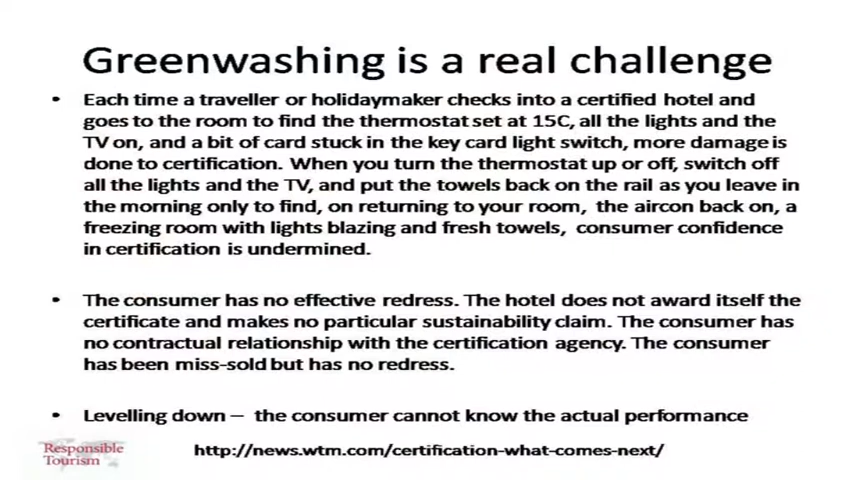 Greenwashing is a real challenge
• Each time a traveller or holidaymaker checks into a certified hotel and
goes to the room to find the thermostat set at 15C, all the lights and the
TV on, and a bit of card stuck in the key card light switch, more damage is
done to certification. When you turn the thermostat up or off, switch off
all the lights and the TV, and put the towels back on the rail as you leave in
the morning only to find, on returning to your room, the aircon back on, a
freezing room with lights blazing and fresh towels, consumer confidence
in certification is undermined.
• The consumer has no effective redress. The hotel does not award itself the
certificate and makes no particular sustainability claim. The consumer has
no contractual relationship with the certification agency. The consumer
has been miss-sold but has no redress.
• Levelling down – the consumer cannot know the actual performance
Responsible
Tourism
http://news.wtm.com/certification-what-comes-next/